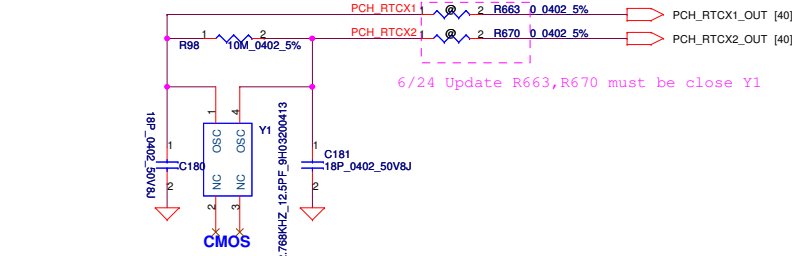 PCH_RTCX1 1 @ 2 R663 0_0402_5% PCH_RTCX1_OUT [40]
PCH_RTCX2 1 @ 2 R670 0_0402_5% PCH_RTCX2_OUT [40]
R98 1 2 10M_0402_5%
6/24 Update R663,R670 must be close Y1
18P_0402_50V8J
1
C180
2
1 4
OSC OSC
NC NC
2 3
Y1
CMOS
.768KHZ_12.5PF_9H03200413
1
C181
18P_0402_50V8J
2